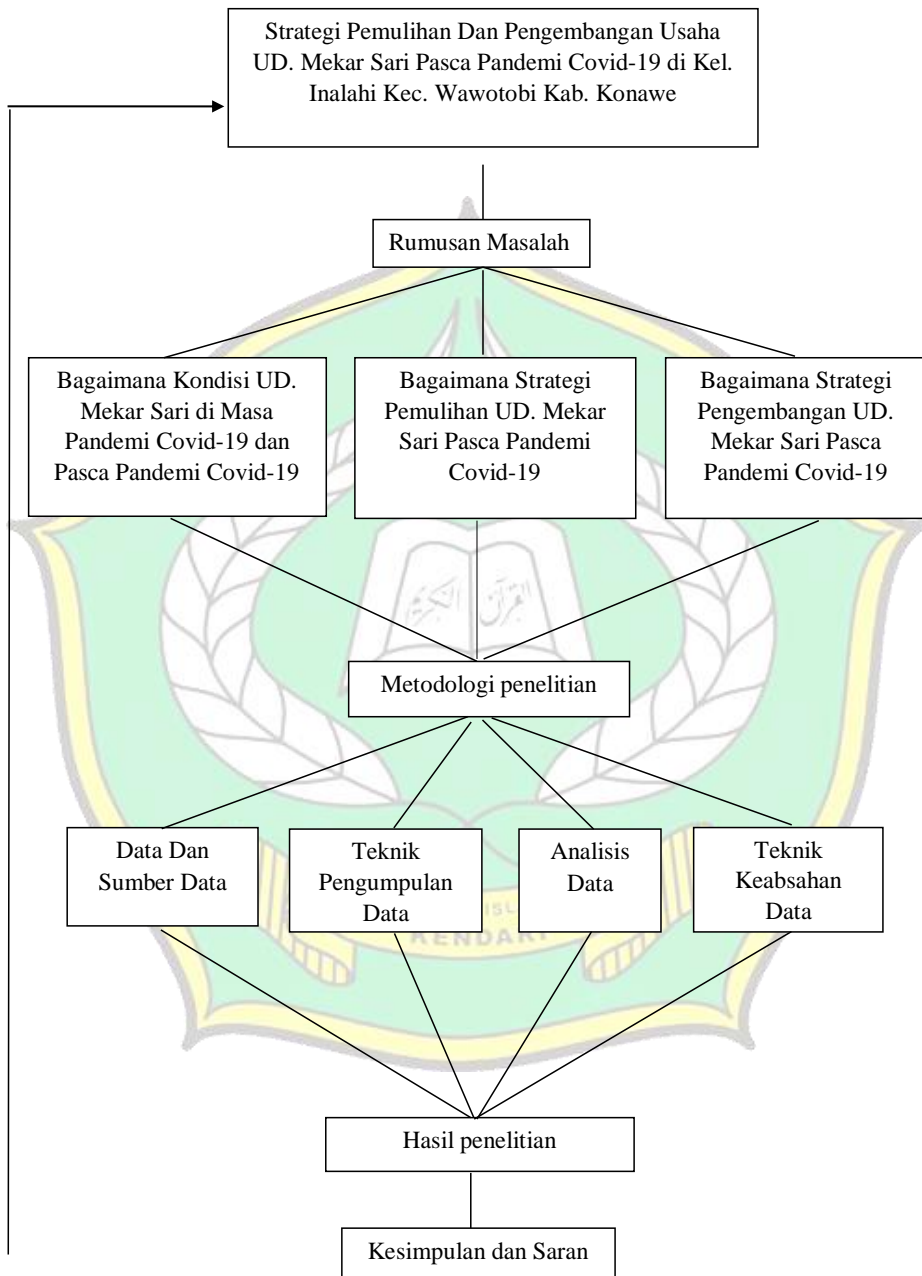 Strategi Pemulihan Dan Pengembangan Usaha
UD. Mekar Sari Pasca Pandemi Covid-19 di Kel.
Inalahi Kec. Wawotobi Kab. Konawe
Rumusan Masalah
Bagaimana Kondisi UD.
Mekar Sari di Masa
Pandemi Covid-19 dan
Pasca Pandemi Covid-19
Bagaimana Strategi
Pemulihan UD. Mekar
Sari Pasca Pandemi
Covid-19
Bagaimana Strategi
Pengembangan UD.
Mekar Sari Pasca
Pandemi Covid-19
القرآن الكريم
Metodologi penelitian
Data Dan
Sumber Data
Teknik
Pengumpulan
Data
Analisis
Data
Teknik
Keabsahan
Data
KENDARI
Hasil penelitian
Kesimpulan dan Saran